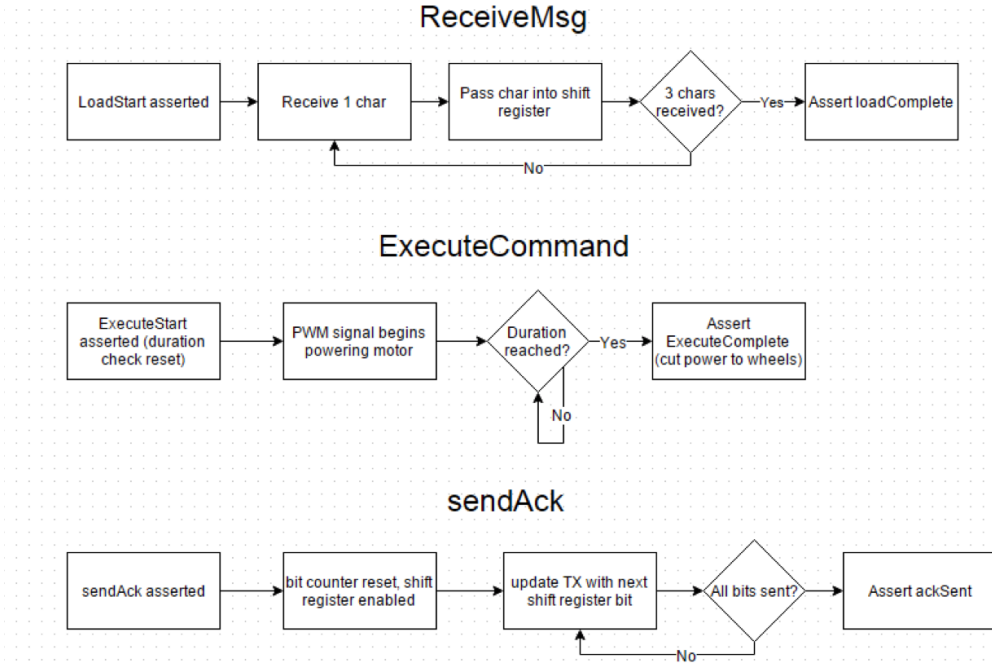 ReceiveMsg
LoadStart asserted
Receive 1 char
Pass char into shift
register
3 chars
received?
Yes
Assert loadComplete
No
ExecuteCommand
ExecuteStart
asserted (duration
check reset)
PWM signal begins
powering motor
Duration
reached?
Yes
Assert
ExecuteComplete
(cut power to wheels)
No
sendAck
sendAck asserted
bit counter reset, shift
register enabled
update TX with next
shift register bit
All bits sent?
Assert ackSent
No